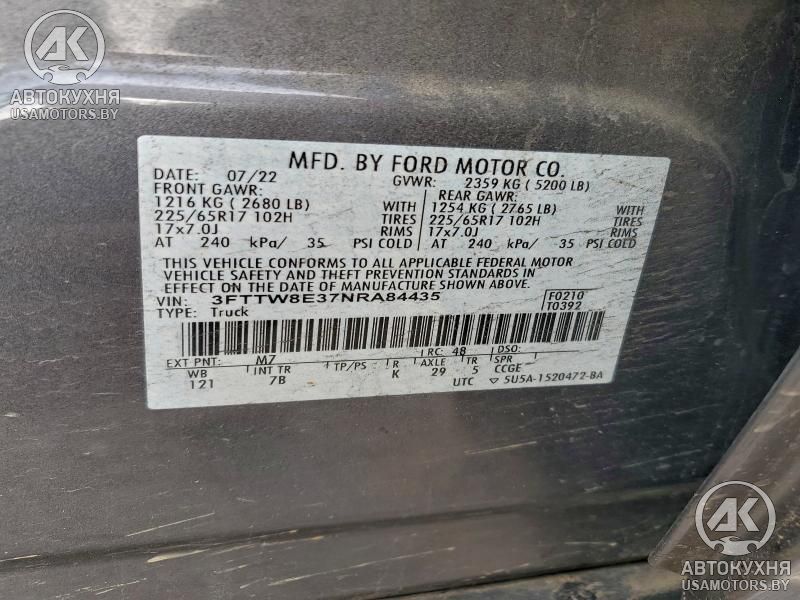 AK
АВТОКУХНЯ
USAMOTORS.BY
MFD. BY FORD MOTOR CO.
DATE: 07/22 GVWR: 2359 KG ( 5200 LB)
FRONT GAWR: REAR GAWR:
1216 KG ( 2680 LB) WITH 1254 KG ( 2765 LB) WITH
225/65R17 102H TIRES 225/65R17 102H TIRES
17x7.0J RIMS 17x7.0J RIMS
AT 240 kPa/ 35 PSI COLD AT 240 kPa/ 35 PSI COLD
THIS VEHICLE CONFORMS TO ALL APPLICABLE FEDERAL MOTOR
VEHICLE SAFETY AND THEFT PREVENTION STANDARDS IN
EFFECT ON THE DATE OF MANUFACTURE SHOWN ABOVE.
VIN: 3FTTW8E37NRA84435 F0210
TYPE: Truck T0392
EXT PNT: M7 RC: 48 DSO:
WB INT TR TP/PS R AXLE TR SPR
121 7B K 29 5 CCGE
UTC ▽ 5U5A-1520472-BA
AK
АВТОКУХНЯ
USAMOTORS.BY